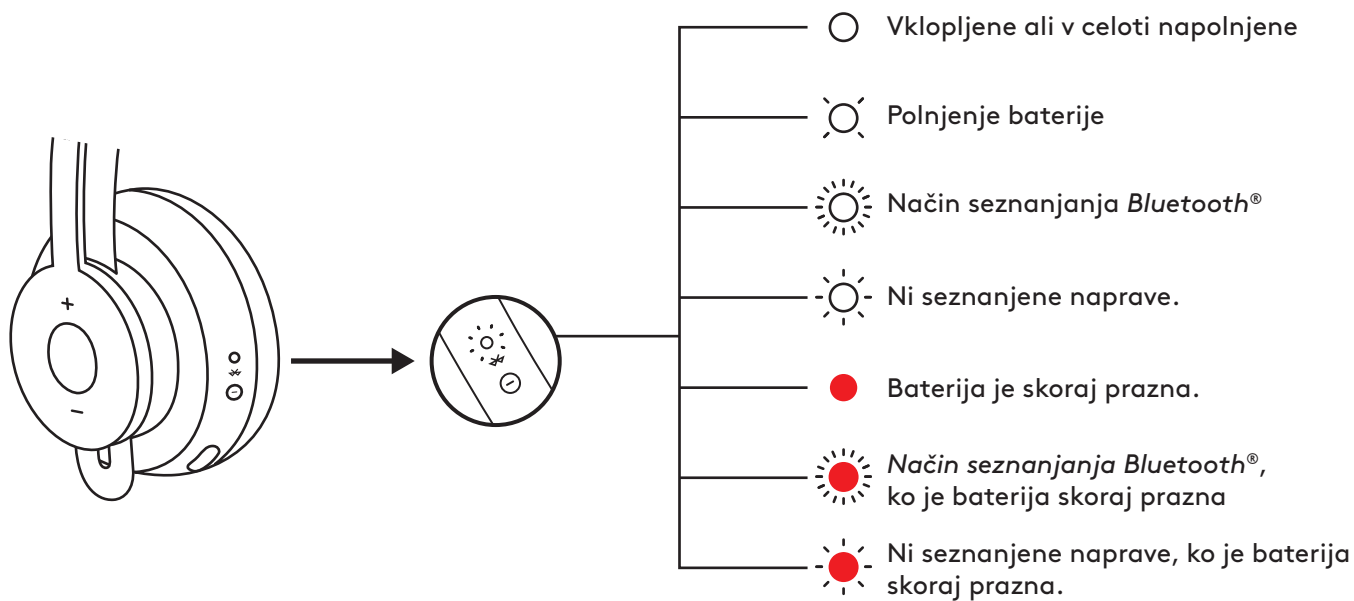 Vklopljene ali v celoti napolnjene
Polnjenje baterije
Način seznanjanja Bluetooth®
Ni seznanjene naprave.
Baterija je skoraj prazna.
Način seznanjanja Bluetooth®,
ko je baterija skoraj prazna
Ni seznanjene naprave, ko je baterija
skoraj prazna.